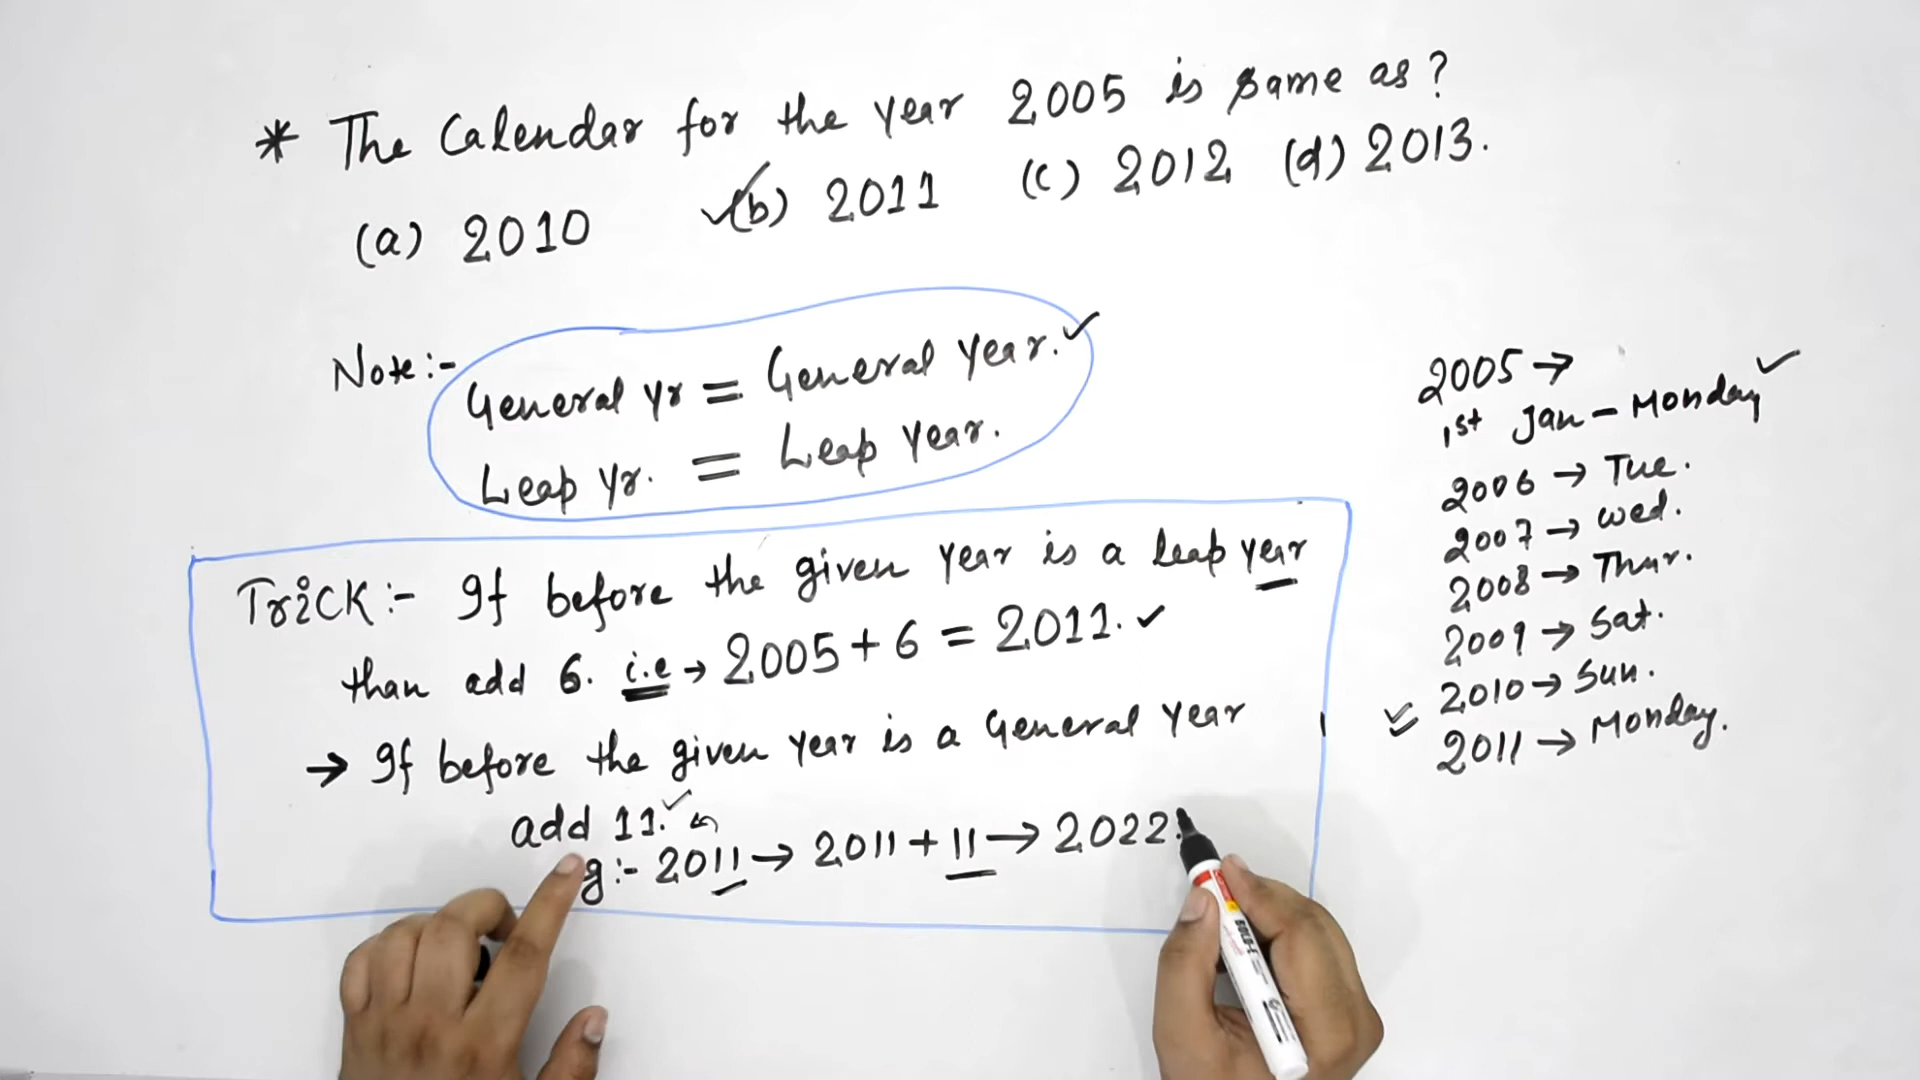 * The Calendar for the year 2005 is same as?
(a) 2010 (b) 2011 (c) 2012 (d) 2013.
Note:-
General yr = General Year.
Leap Yr. = Leap Year.
TricK:- If before the given Year is a leap year
than add 6. i.e → 2005 + 6 = 2011.
→ If before the given Year is a General Year
add 11.
g:- 2011 → 2011 + 11 → 2022.
2005 →
1st Jan - Monday
2006 → Tue.
2007 → Wed.
2008 → Thur.
2009 → Sat.
2010 → Sun.
2011 → Monday.